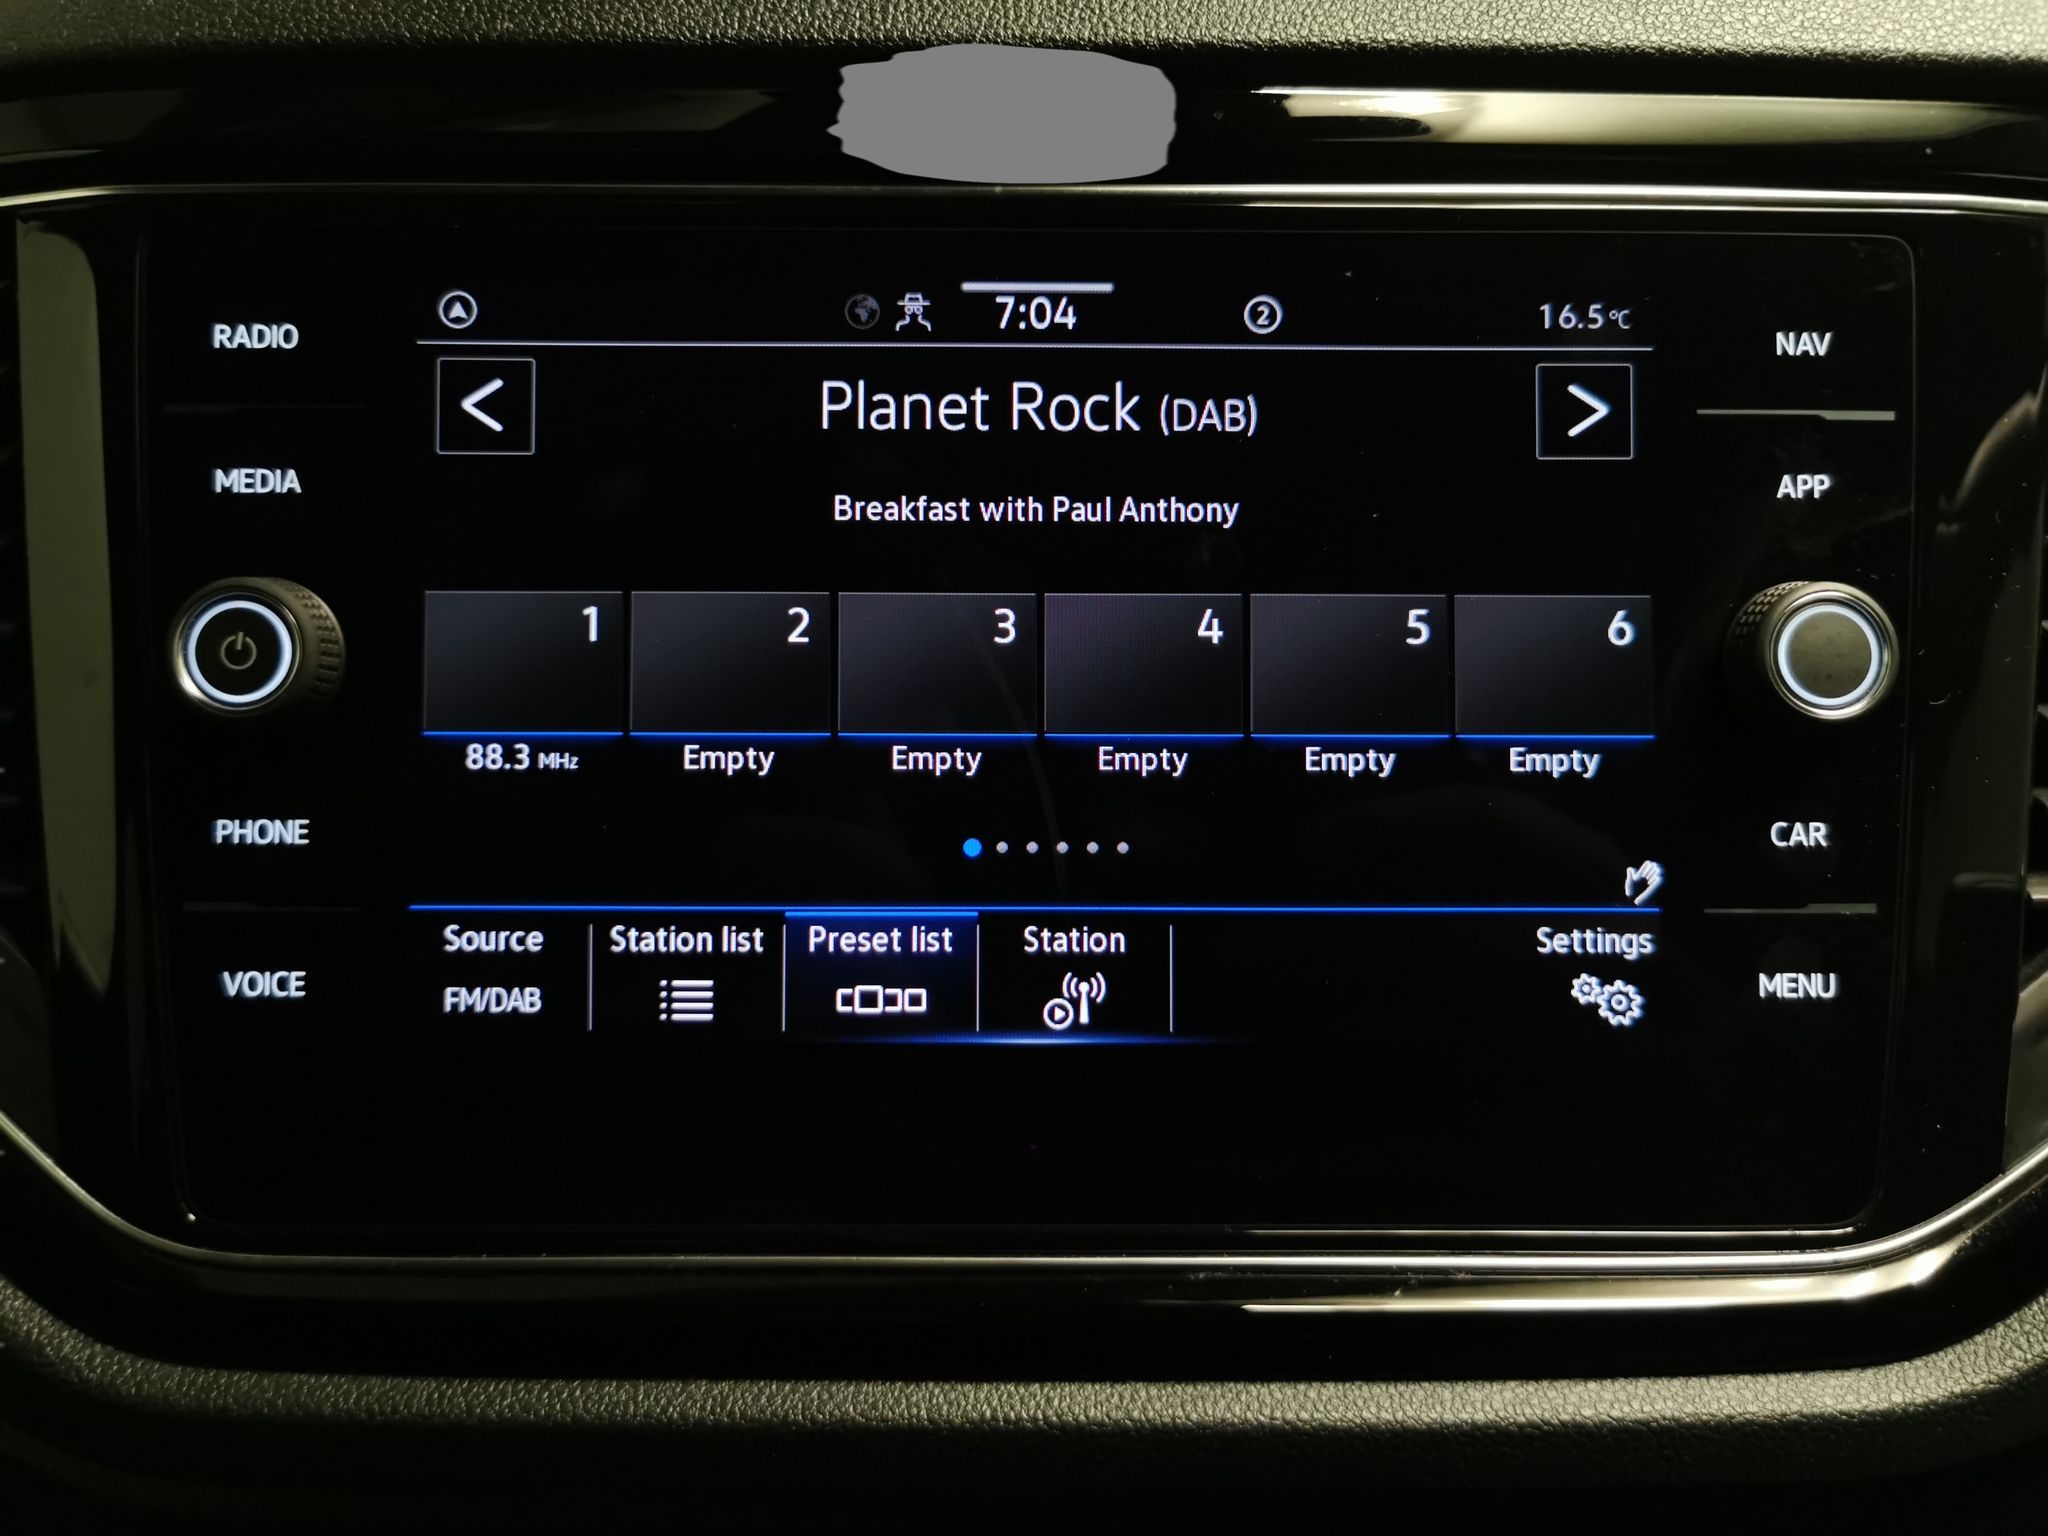 7:04
2
16.5°C
RADIO
NAV
< Planet Rock (DAB) >
MEDIA
APP
Breakfast with Paul Anthony
1 2 3 4 5 6
88.3 MHz Empty Empty Empty Empty Empty
PHONE
CAR
Source Station list Preset list Station Settings
FM/DAB
VOICE
MENU